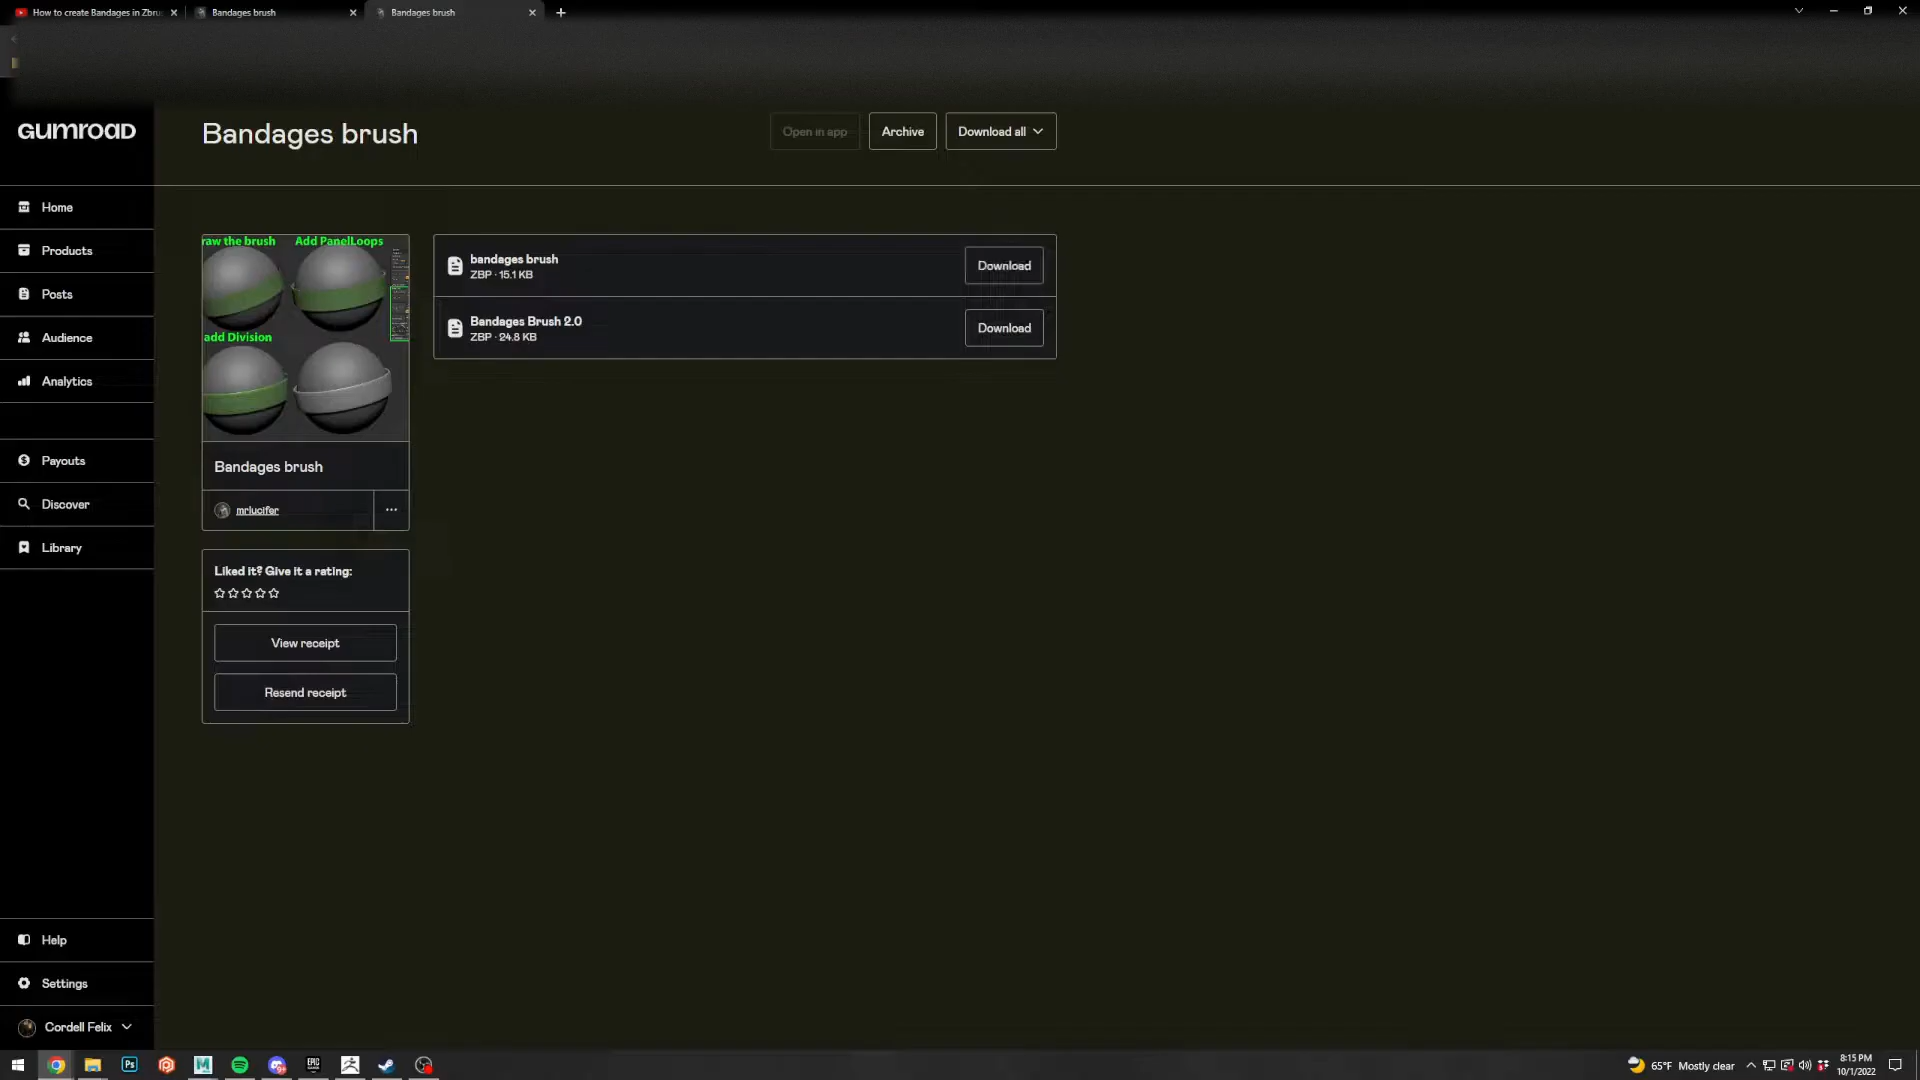 How to create Bandages in Zbru
Bandages brush
Bandages brush
GUMROAD
Bandages brush
Open in app
Archive
Download all
Home
Products
Posts
Audience
Analytics
Payouts
Discover
Library
Help
Settings
Cordell Felix
raw the brush
Add PanelLoops
add Division
Bandages brush
mrlucifer
Liked it? Give it a rating:
View receipt
Resend receipt
bandages brush
ZBP · 15.1 KB
Download
Bandages Brush 2.0
ZBP · 24.8 KB
Download
Ps
M
EPIC
65°F Mostly clear
8:15 PM
10/1/2022